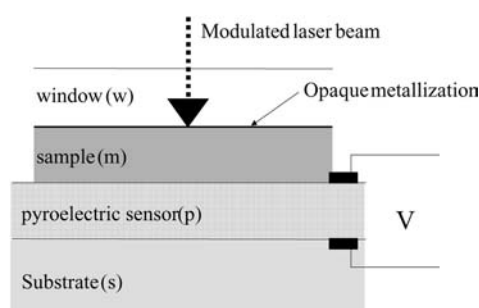 Modulated laser beam
window (w)
Opaque metallization
sample (m)
pyroelectric sensor(p)
V
Substrate (s)